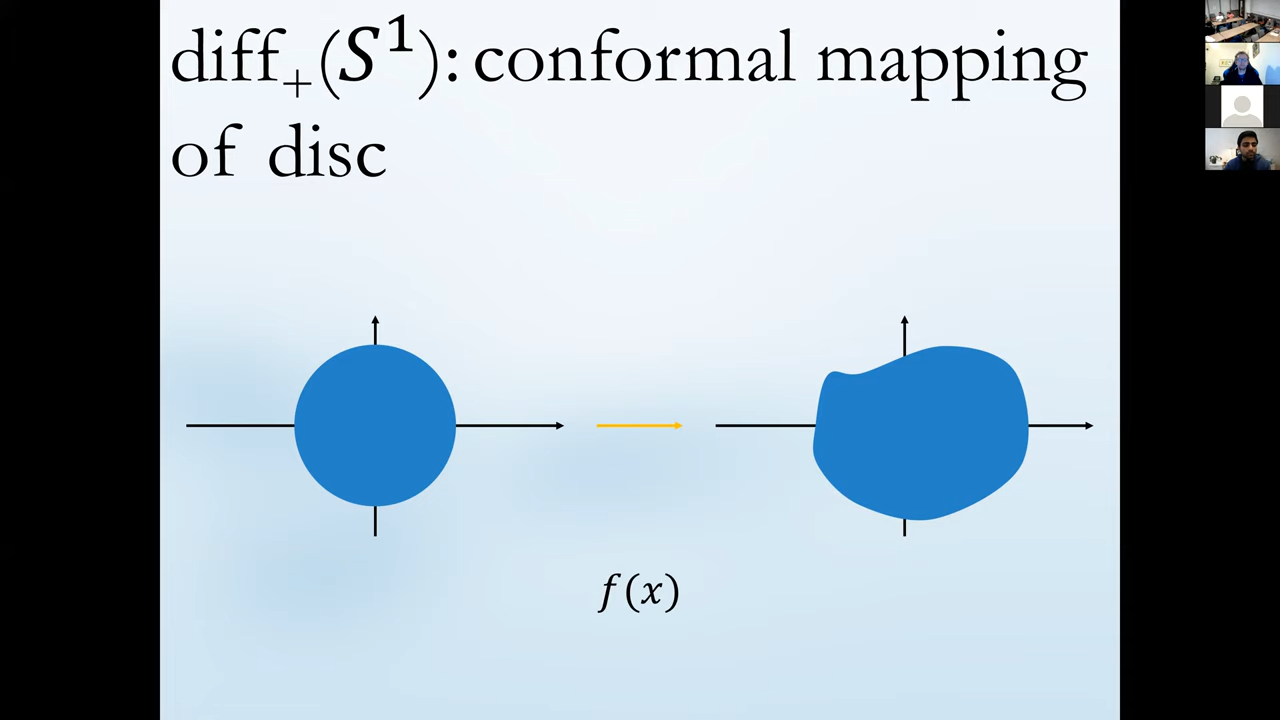 diff₊(𝑆¹): conformal mapping
of disc
𝑓(𝑥)